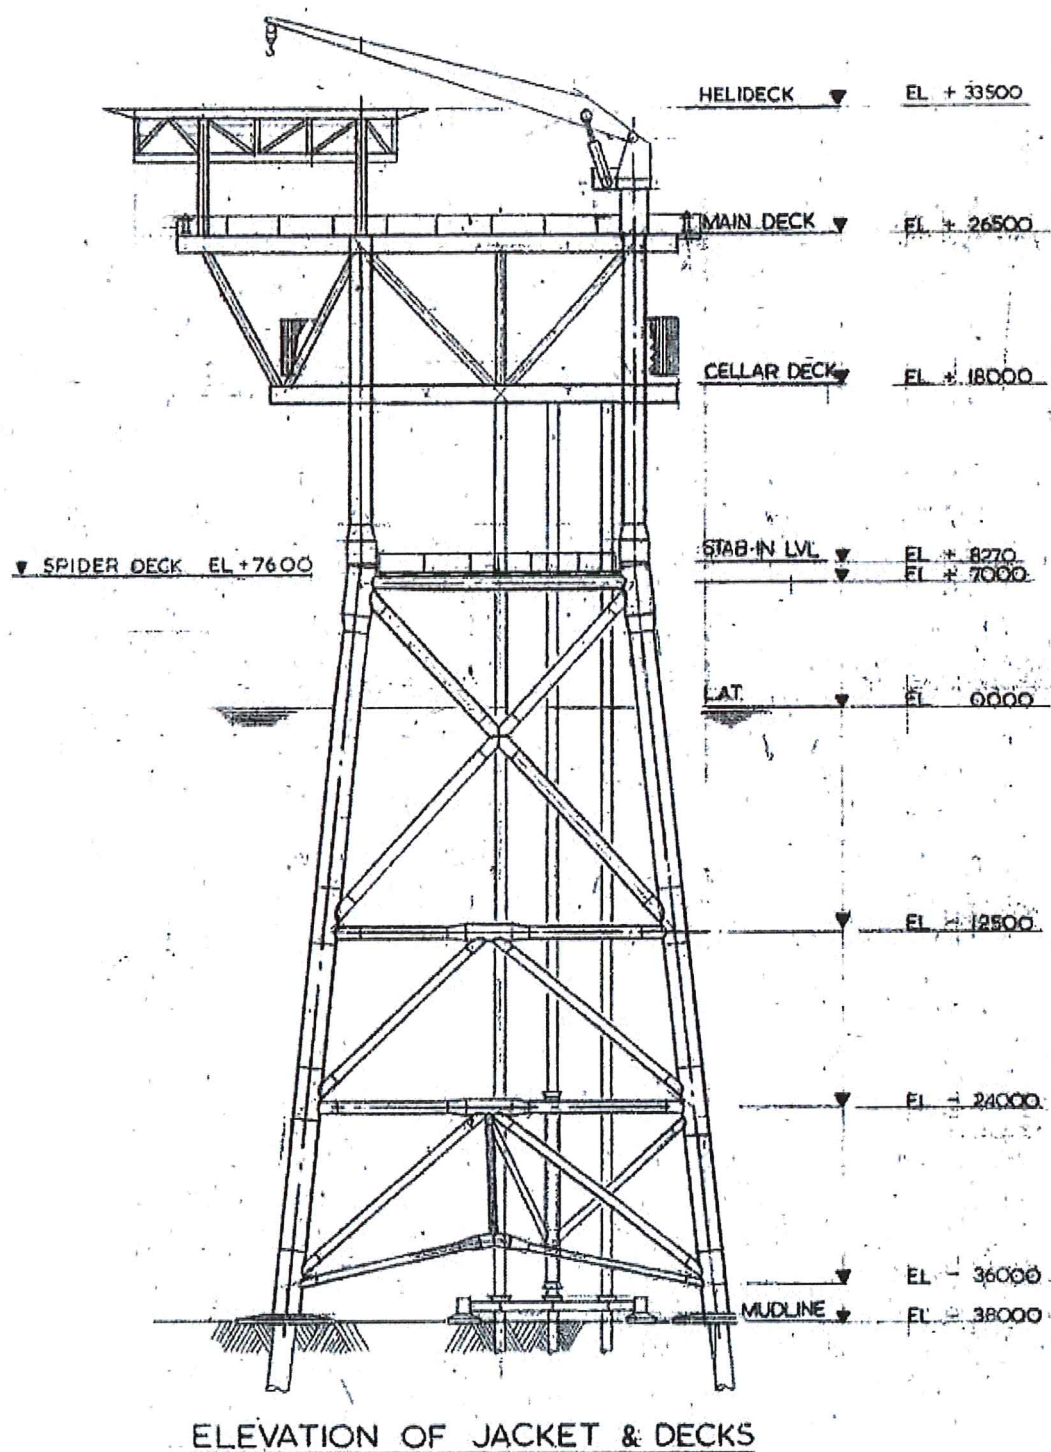 HELIDECK EL + 33500
MAIN DECK EL + 26500
CELLAR DECK EL + 18000
STAB-IN LVL EL + 8270
SPIDER DECK EL +7600 EL + 7000
L.A.T. EL 0000
EL - 12500
EL - 24000
EL - 36000
MUDLINE EL - 38000
ELEVATION OF JACKET & DECKS